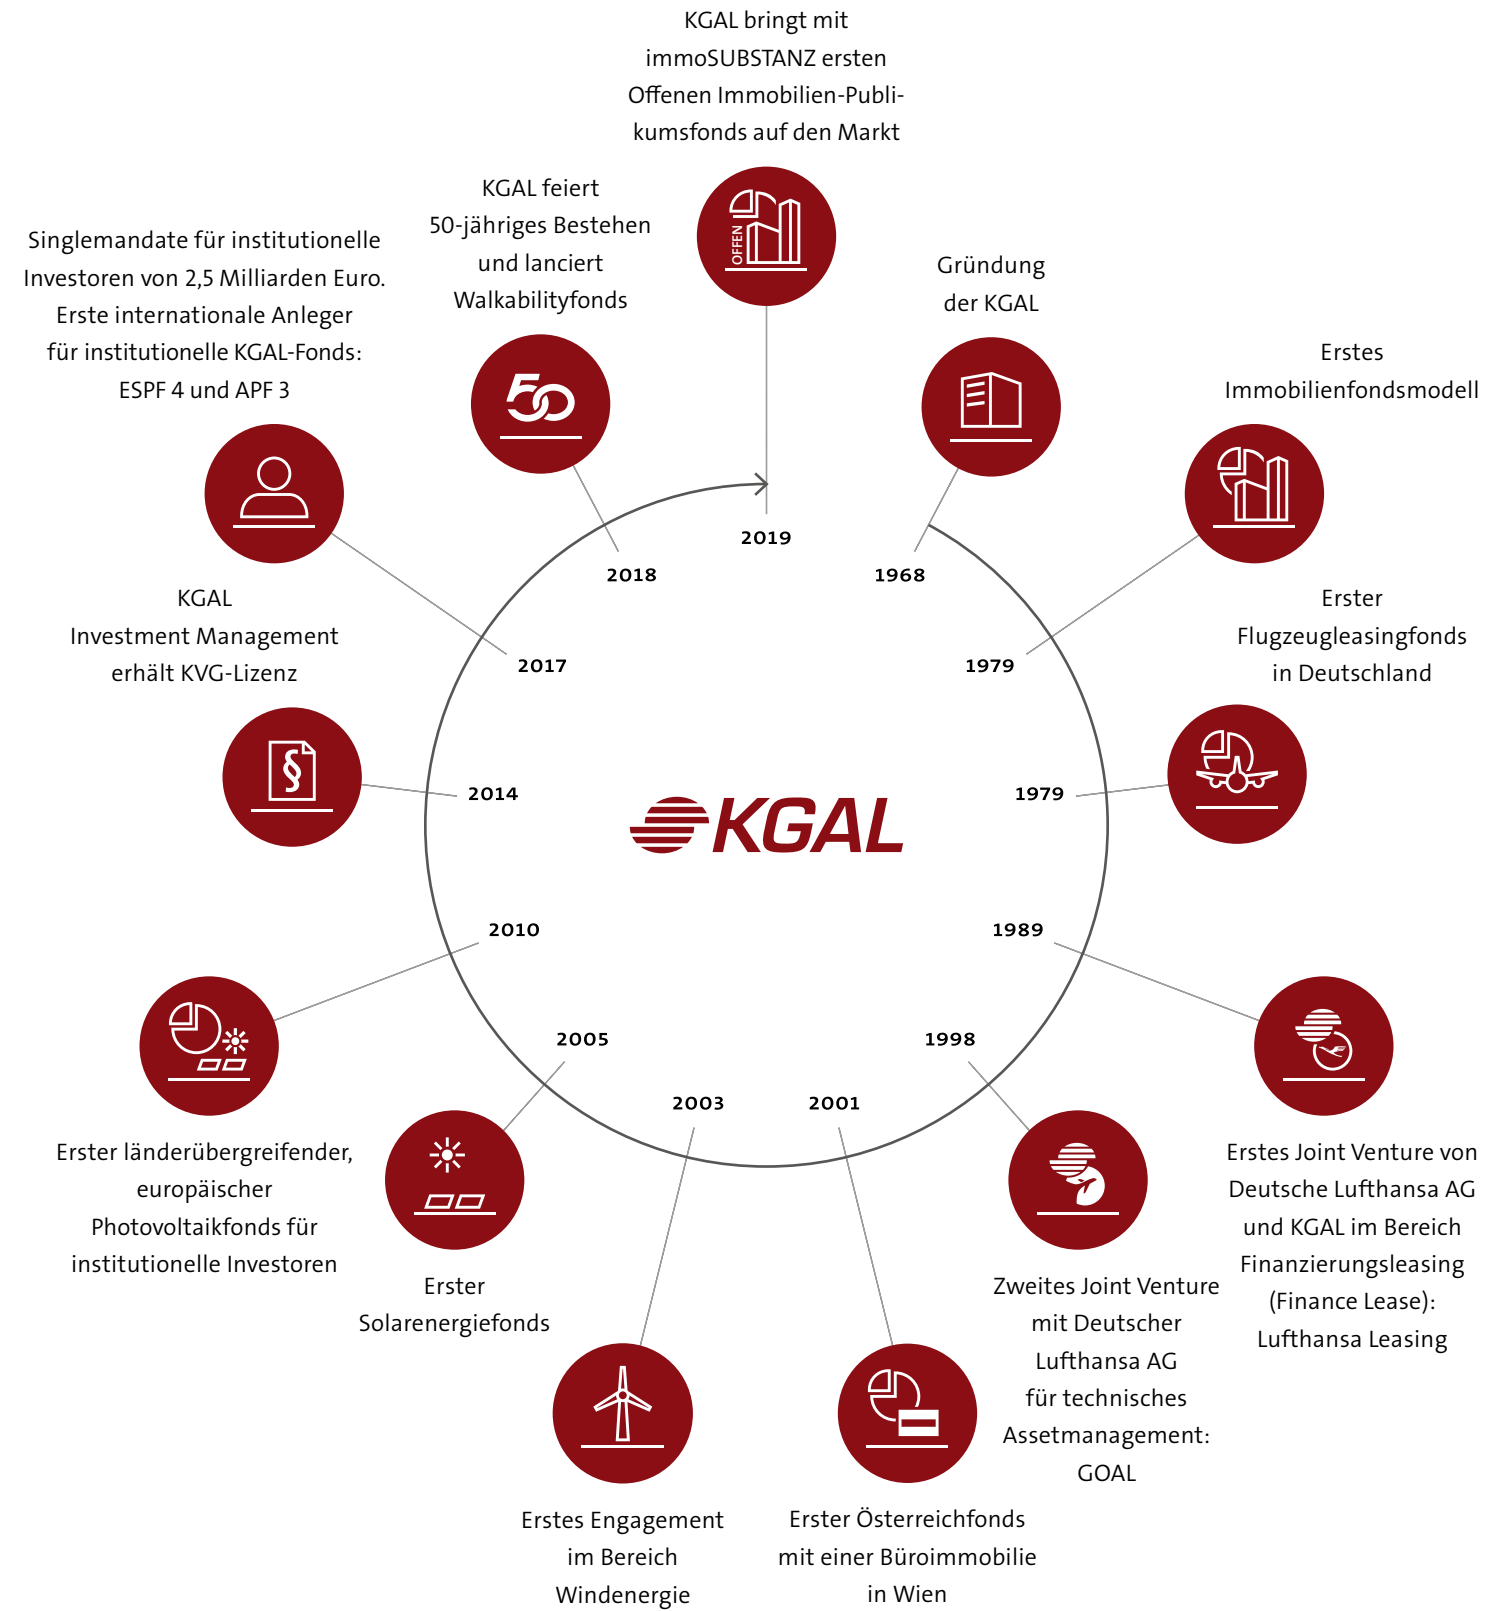 KGAL bringt mit
immoSUBSTANZ ersten
Offenen Immobilien-Publi-
kumsfonds auf den Markt
OFFEN
2019
Gründung
der KGAL
1968
Erstes
Immobilienfondsmodell
1979
Erster
Flugzeugleasingfonds
in Deutschland
1979
1989
Erstes Joint Venture von
Deutsche Lufthansa AG
und KGAL im Bereich
Finanzierungsleasing
(Finance Lease):
Lufthansa Leasing
1998
Zweites Joint Venture
mit Deutscher
Lufthansa AG
für technisches
Assetmanagement:
GOAL
2001
Erster Österreichfonds
mit einer Büroimmobilie
in Wien
2003
Erstes Engagement
im Bereich
Windenergie
2005
Erster
Solarenergiefonds
2010
Erster länderübergreifender,
europäischer
Photovoltaikfonds für
institutionelle Investoren
KGAL
Investment Management
erhält KVG-Lizenz
§
2014
Singlemandate für institutionelle
Investoren von 2,5 Milliarden Euro.
Erste internationale Anleger
für institutionelle KGAL-Fonds:
ESPF 4 und APF 3
2017
KGAL feiert
50-jähriges Bestehen
und lanciert
Walkabilityfonds
50
2018
KGAL